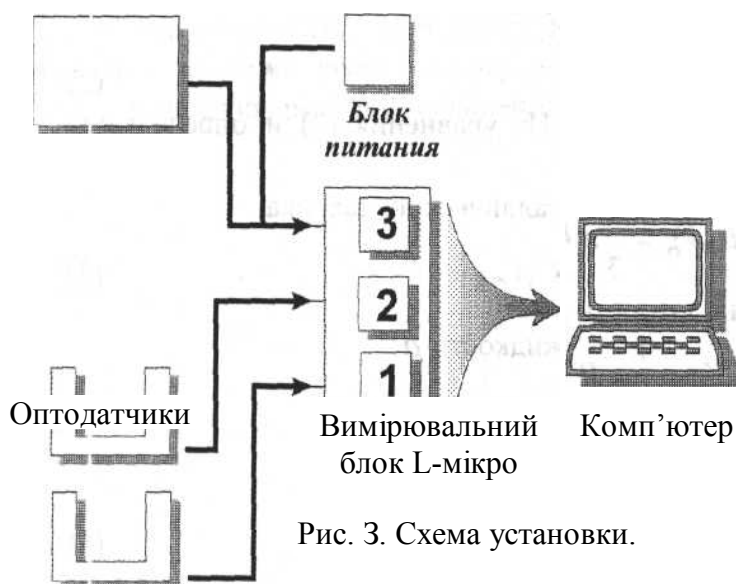 Блок
питания
3
2
1
Оптодатчики
Вимірювальний
блок L-мікро
Комп’ютер
Рис. 3. Схема установки.